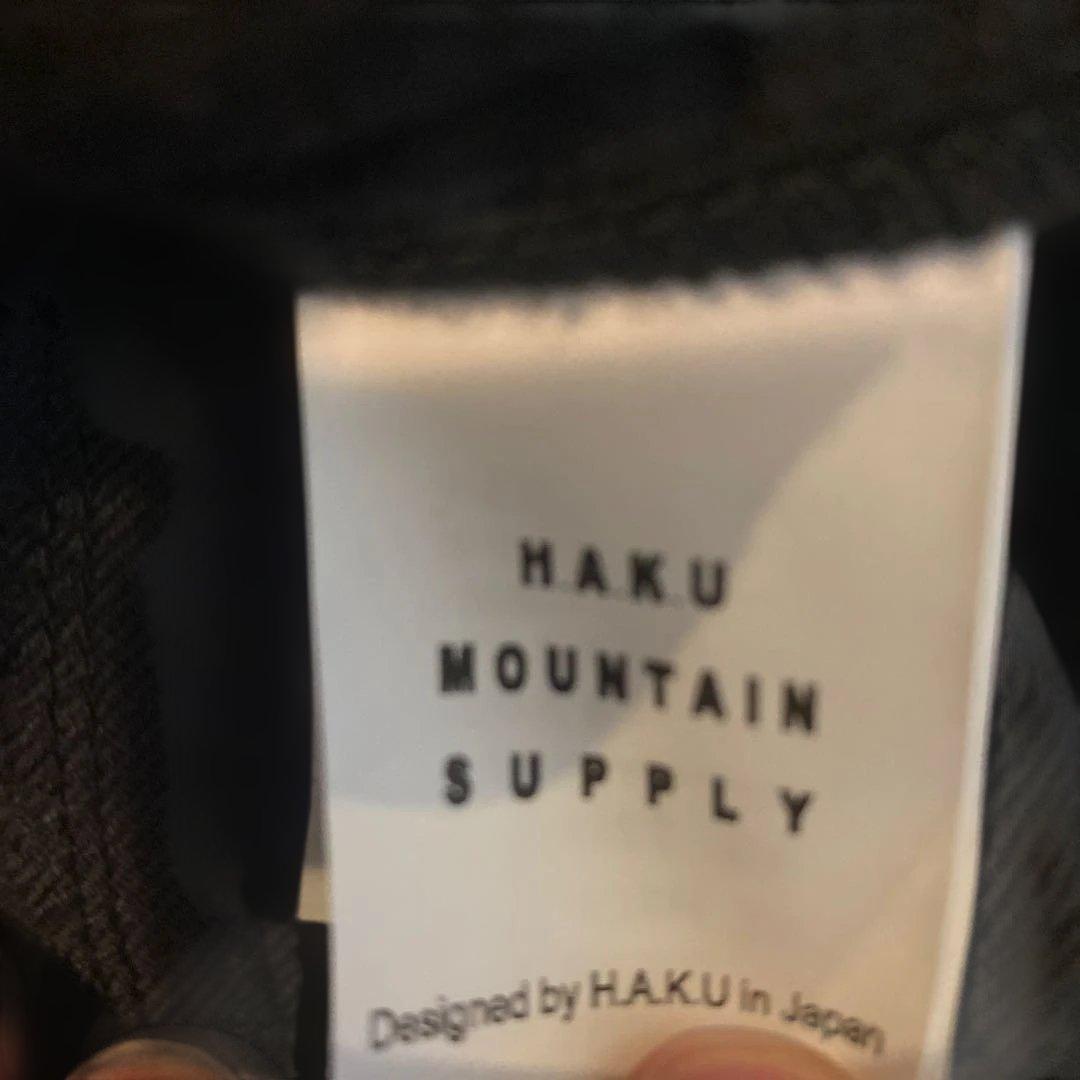 H.A.K.U
MOUNTAIN
SUPPLY
Designed by H.A.K.U in Japan